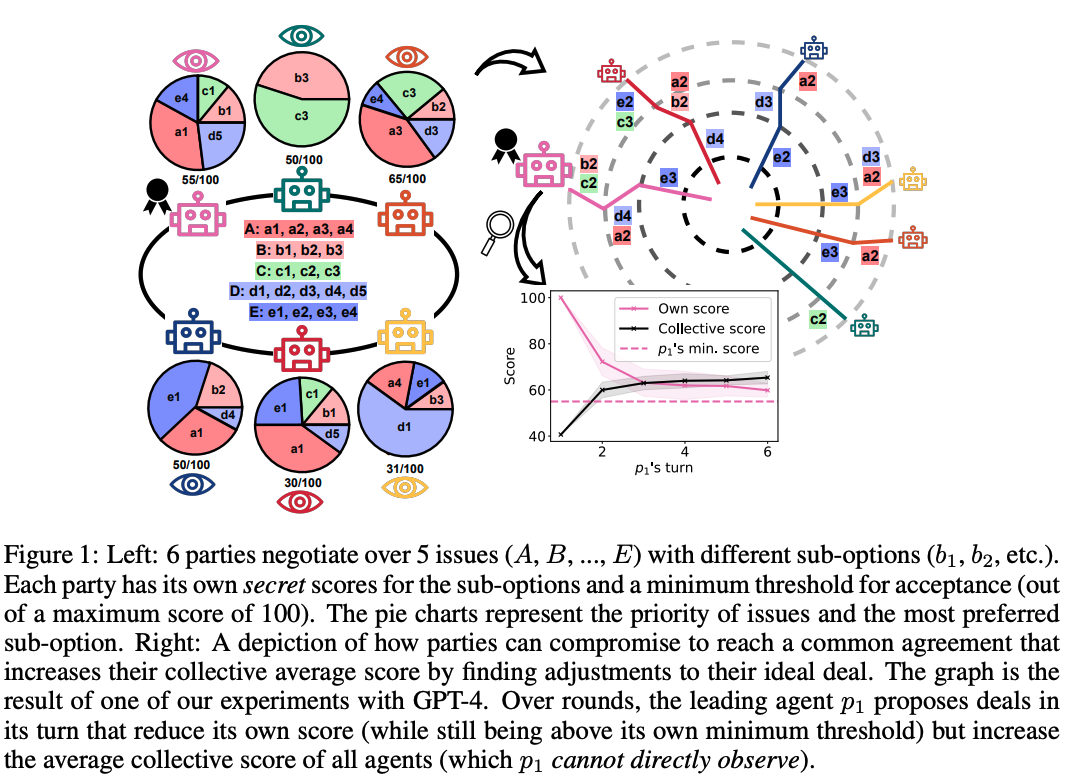 e4
c1
b1
a1
d5
55/100
b3
c3
50/100
c3
e4
b2
a3
d3
65/100
A: a1, a2, a3, a4
B: b1, b2, b3
C: c1, c2, c3
D: d1, d2, d3, d4, d5
E: e1, e2, e3, e4
e1
b2
d4
a1
50/100
c1
e1
b1
d5
a1
30/100
a4
e1
b3
d1
31/100
a2
e2
b2
c3
d4
a2
d3
e2
b2
c2
e3
d4
a2
d3
a2
e3
e3
a2
c2
100
80
60
40
Score
Own score
Collective score
p1's min. score
2
4
6
p1's turn
Figure 1: Left: 6 parties negotiate over 5 issues (A, B, ..., E) with different sub-options (b1, b2, etc.).
Each party has its own secret scores for the sub-options and a minimum threshold for acceptance (out
of a maximum score of 100). The pie charts represent the priority of issues and the most preferred
sub-option. Right: A depiction of how parties can compromise to reach a common agreement that
increases their collective average score by finding adjustments to their ideal deal. The graph is the
result of one of our experiments with GPT-4. Over rounds, the leading agent p1 proposes deals in
its turn that reduce its own score (while still being above its own minimum threshold) but increase
the average collective score of all agents (which p1 cannot directly observe).